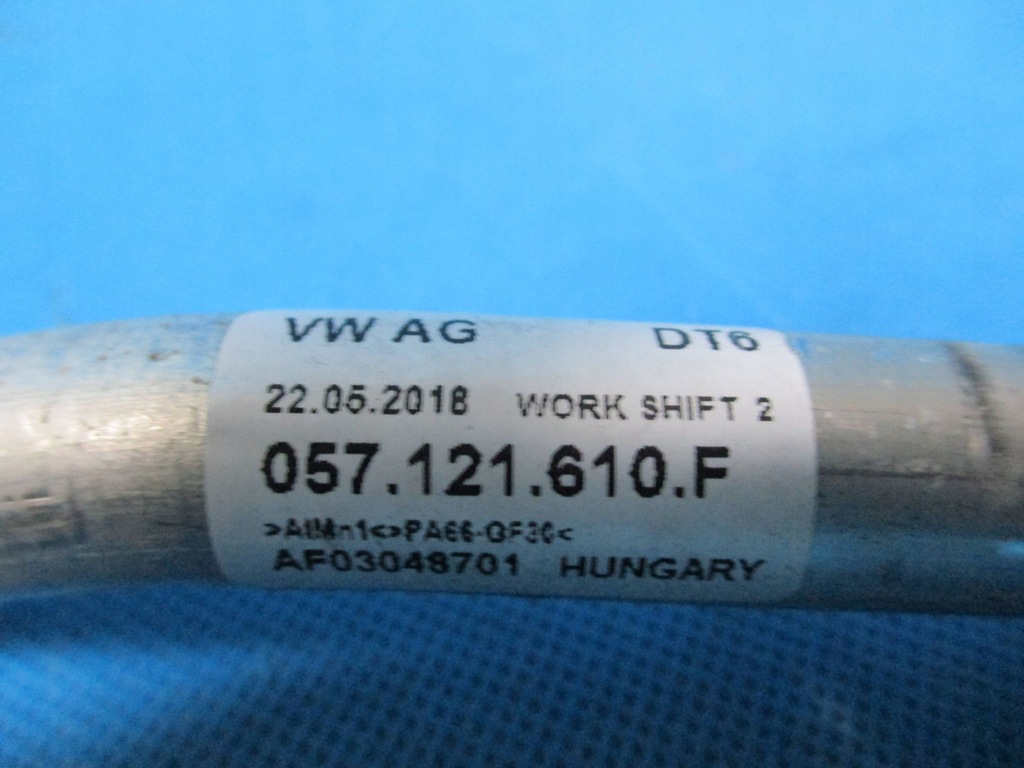 VW AG DT6
22.05.2018 WORK SHIFT 2
057.121.610.F
>AlMn1<>PA66-GF30<
AF03048701 HUNGARY